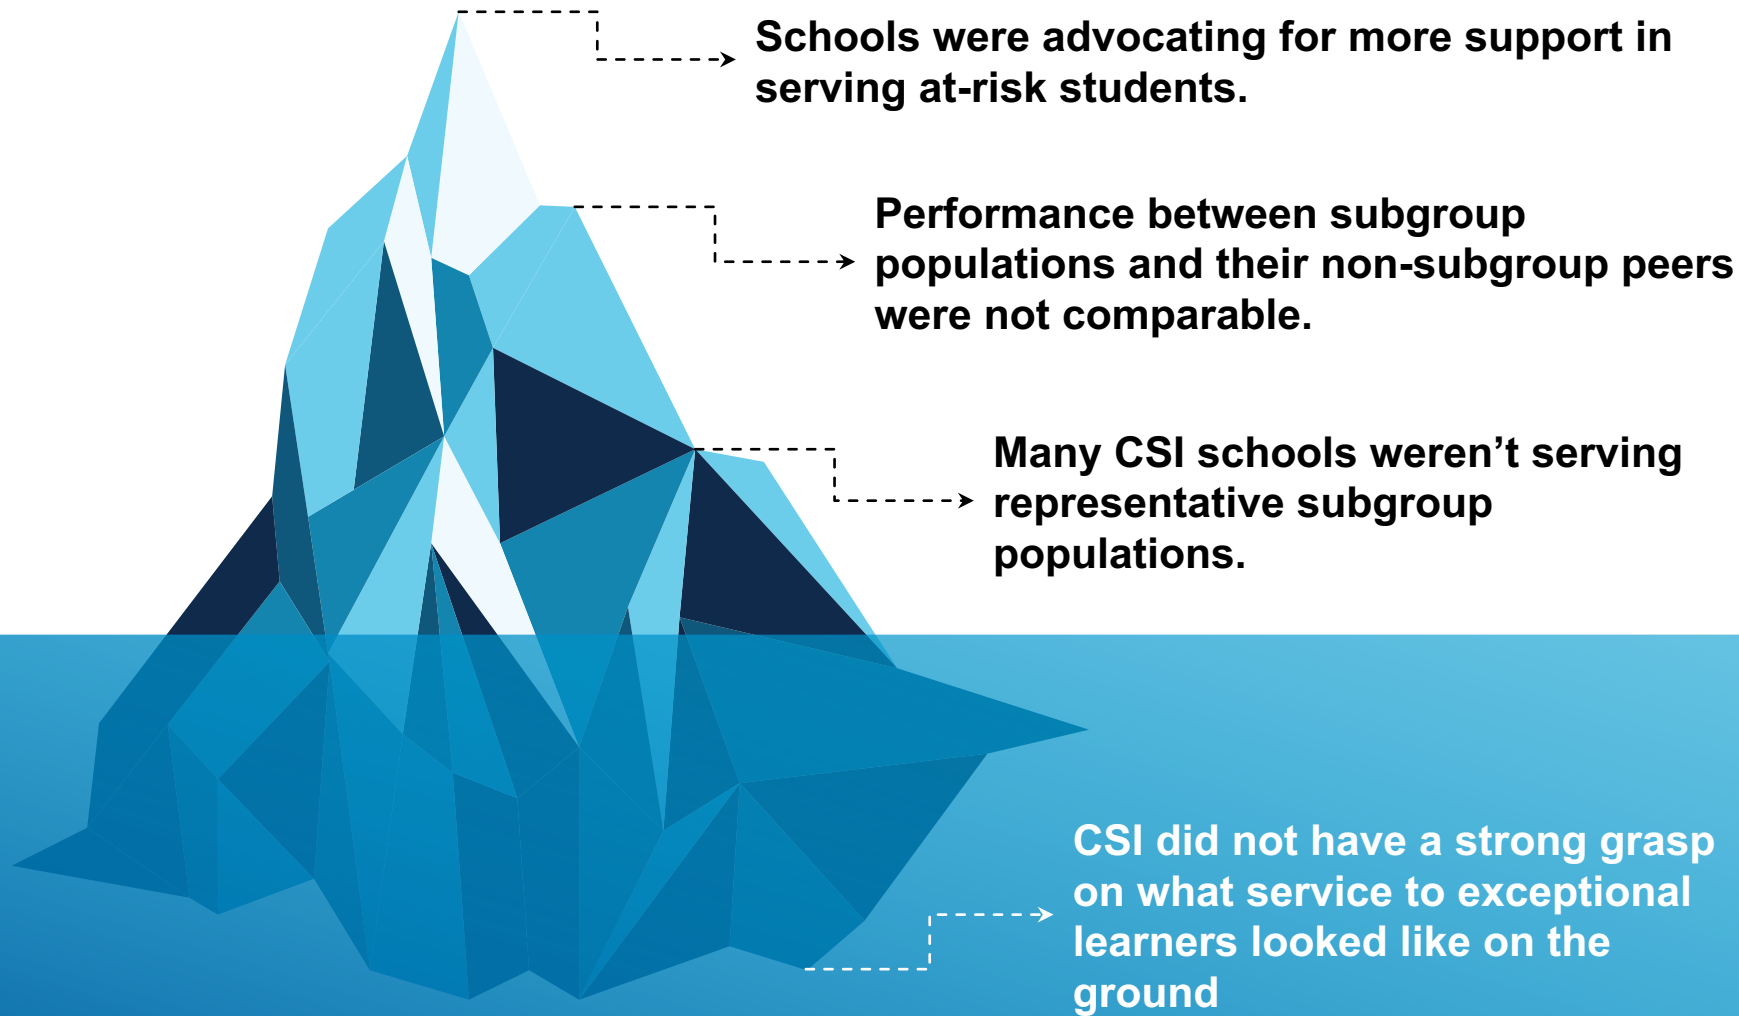 Schools were advocating for more support in
serving at-risk students.
Performance between subgroup
populations and their non-subgroup peers
were not comparable.
Many CSI schools weren’t serving
representative subgroup
populations.
CSI did not have a strong grasp
on what service to exceptional
learners looked like on the
ground